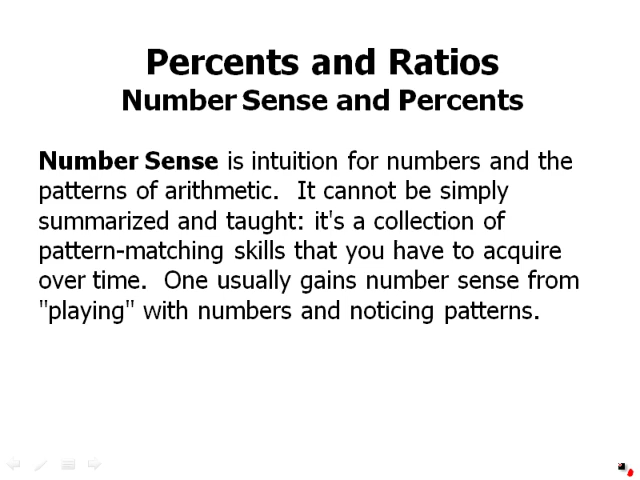 Percents and Ratios
Number Sense and Percents
Number Sense is intuition for numbers and the
patterns of arithmetic.  It cannot be simply
summarized and taught: it's a collection of
pattern-matching skills that you have to acquire
over time.  One usually gains number sense from
"playing" with numbers and noticing patterns.